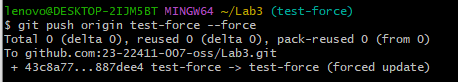 lenovo@DESKTOP-2IJM5BT MINGW64 ~/Lab3 (test-force)
$ git push origin test-force --force
Total 0 (delta 0), reused 0 (delta 0), pack-reused 0 (from 0)
To github.com:23-22411-007-oss/Lab3.git
 + 43c8a77...887dee4 test-force -> test-force (forced update)